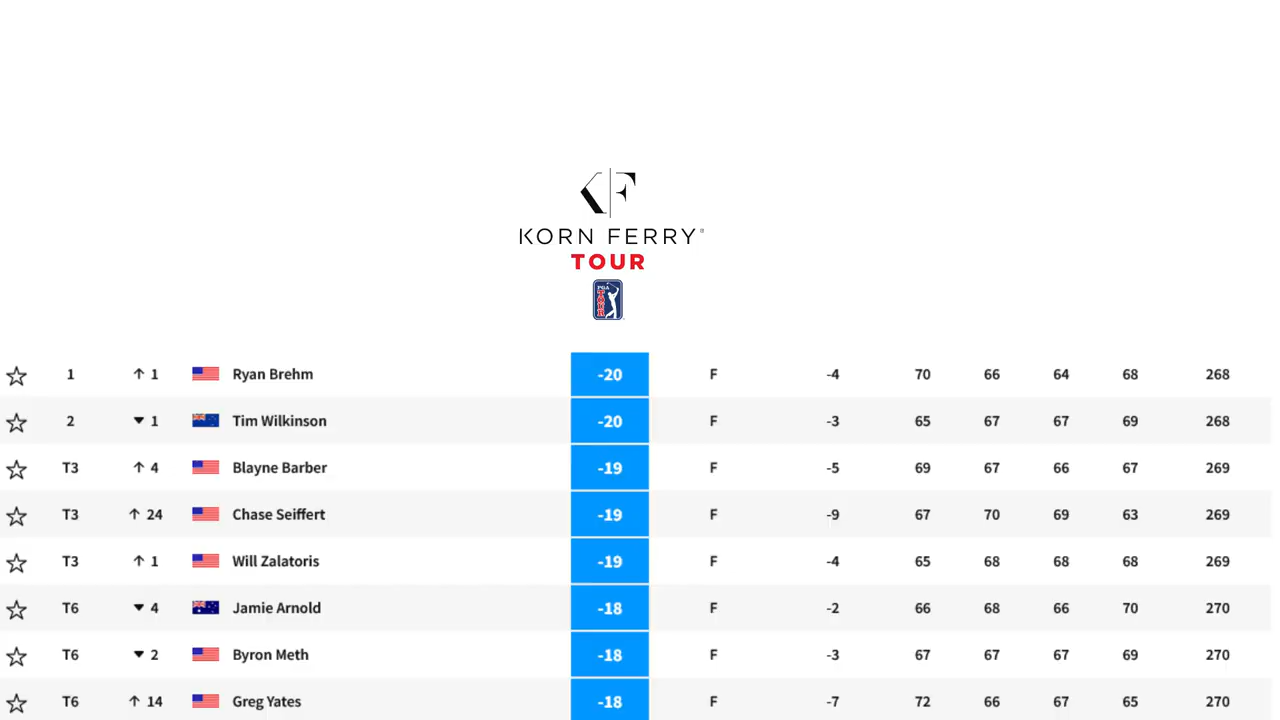 KF
KORN FERRY®
TOUR
PGA
TOUR
1 ↑ 1 Ryan Brehm -20 F -4 70 66 64 68 268
2 ▼ 1 Tim Wilkinson -20 F -3 65 67 67 69 268
T3 ↑ 4 Blayne Barber -19 F -5 69 67 66 67 269
T3 ↑ 24 Chase Seiffert -19 F -9 67 70 69 63 269
T3 ↑ 1 Will Zalatoris -19 F -4 65 68 68 68 269
T6 ▼ 4 Jamie Arnold -18 F -2 66 68 66 70 270
T6 ▼ 2 Byron Meth -18 F -3 67 67 67 69 270
T6 ↑ 14 Greg Yates -18 F -7 72 66 67 65 270